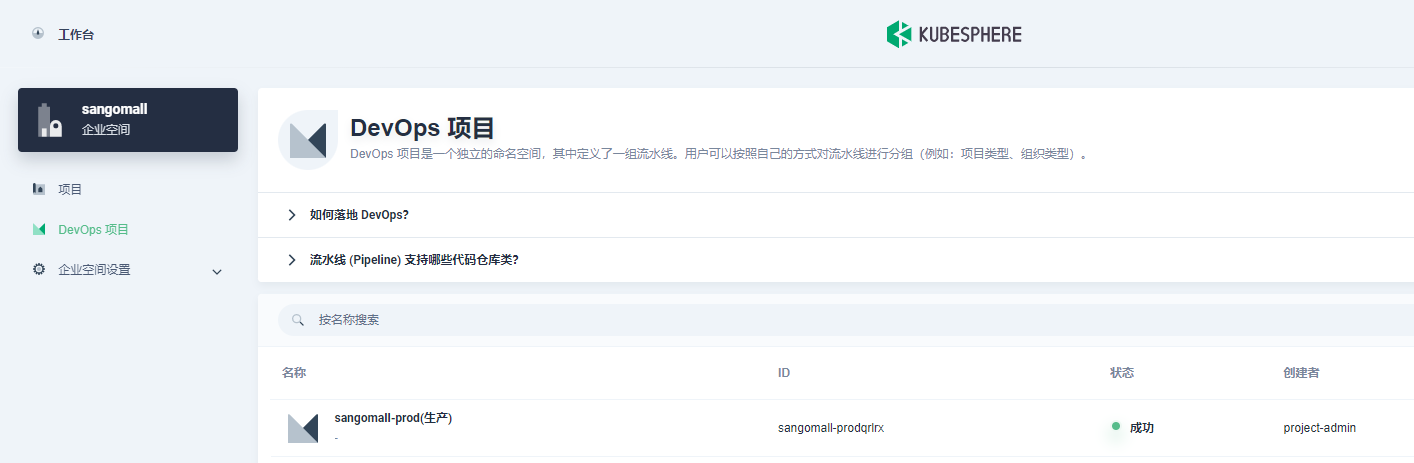 工作台
KUBESPHERE
sangomall
企业空间
项目
DevOps 项目
企业空间设置
DevOps 项目
DevOps 项目是一个独立的命名空间，其中定义了一组流水线。用户可以按照自己的方式对流水线进行分组（例如：项目类型、组织类型）。
如何落地 DevOps?
流水线 (Pipeline) 支持哪些代码仓库类?
按名称搜索
名称 ID 状态 创建者
sangomall-prod(生产) sangomall-prodqrlrx 成功 project-admin
-